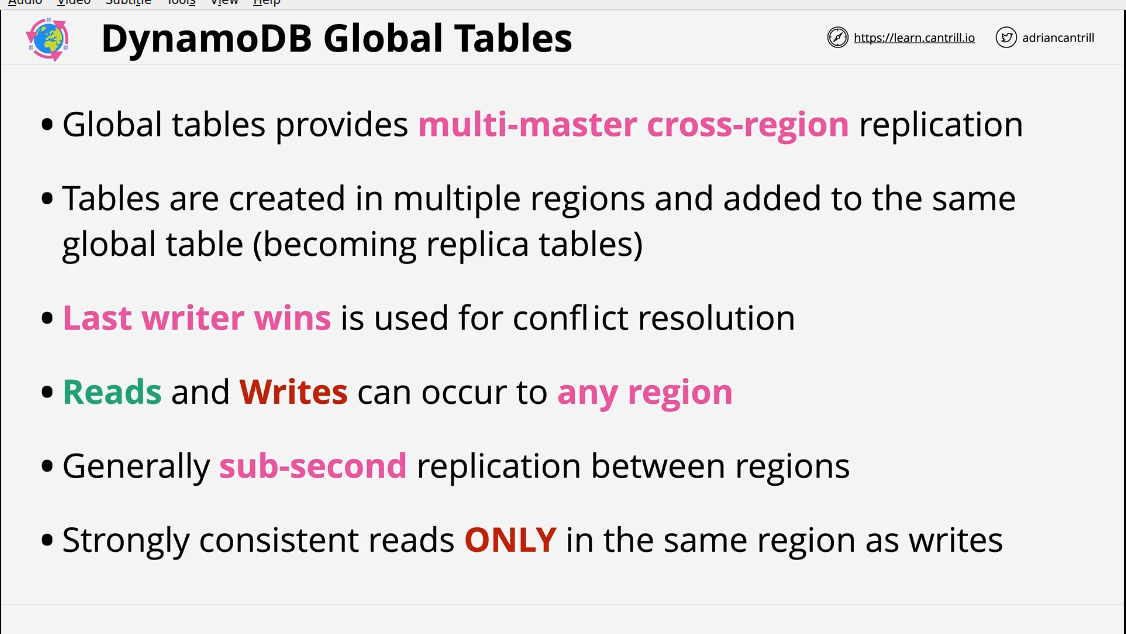 Audio Video Subtitle Tools View Help
DynamoDB Global Tables
https://learn.cantrill.io
adriancantrill
• Global tables provides multi-master cross-region replication
• Tables are created in multiple regions and added to the same
global table (becoming replica tables)
• Last writer wins is used for conflict resolution
• Reads and Writes can occur to any region
• Generally sub-second replication between regions
• Strongly consistent reads ONLY in the same region as writes